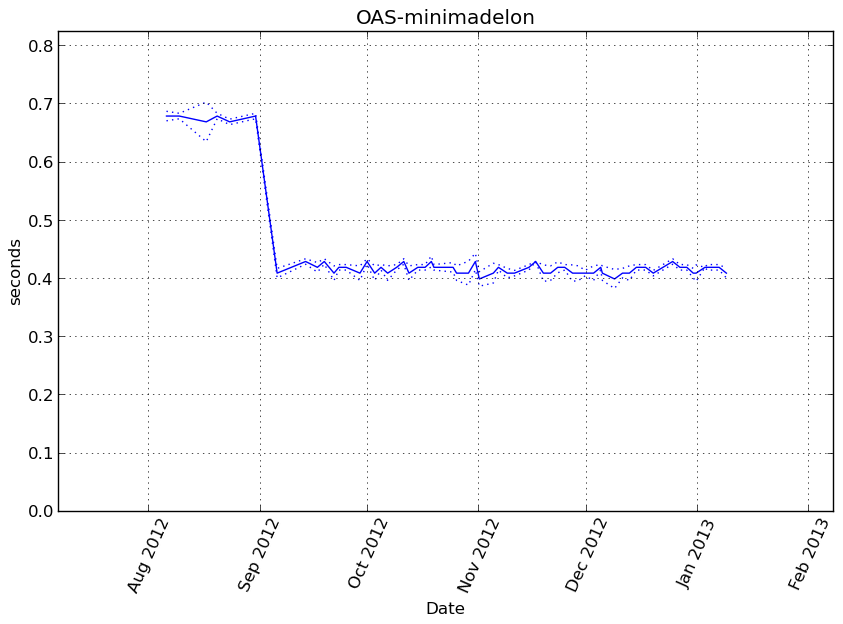 OAS-minimadelon
0.8
0.7
0.6
0.5
0.4
0.3
0.2
0.1
0.0
seconds
Aug 2012
Sep 2012
Oct 2012
Nov 2012
Dec 2012
Jan 2013
Feb 2013
Date